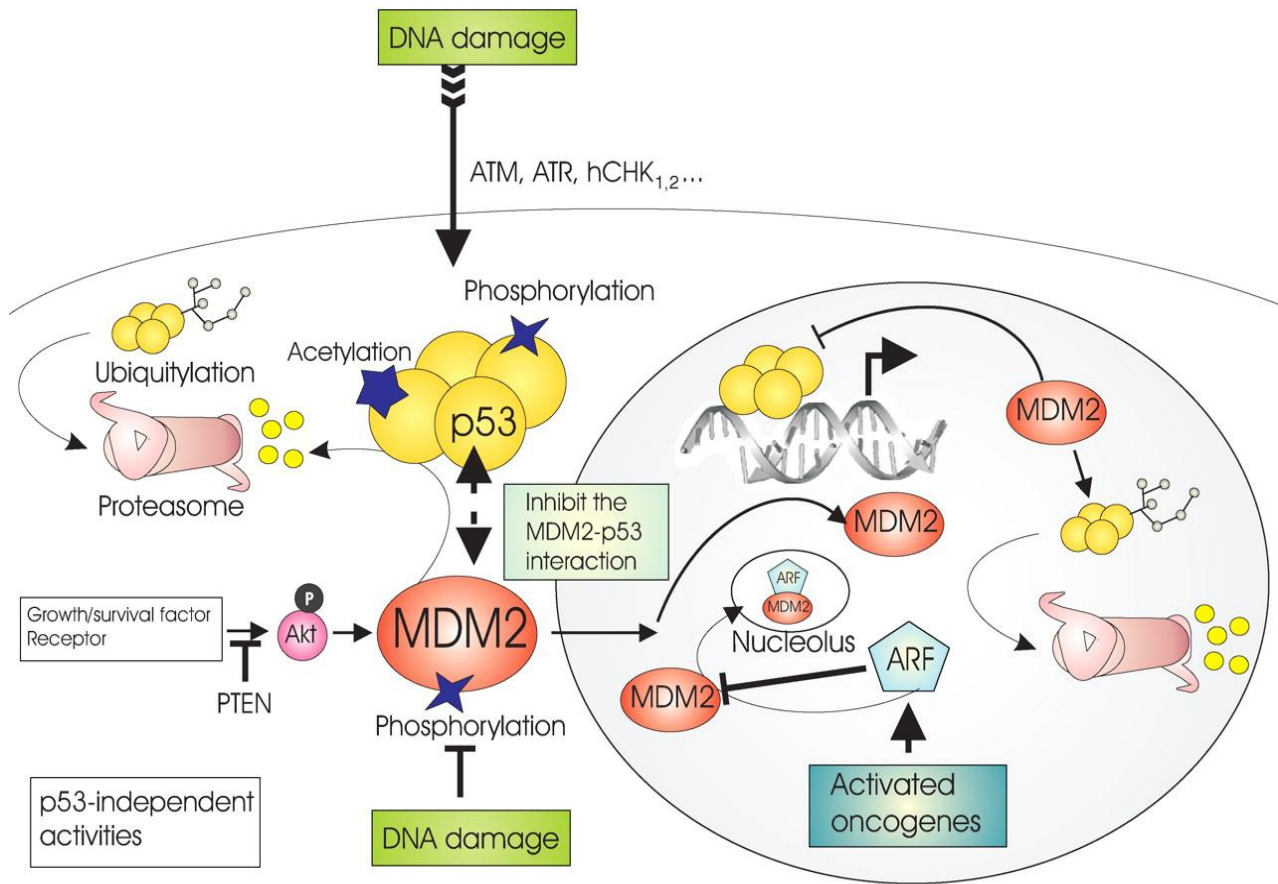 DNA damage
ATM, ATR, hCHK1,2...
Phosphorylation
Acetylation
Ubiquitylation
p53
MDM2
Proteasome
Inhibit the
MDM2-p53
interaction
MDM2
ARF
MDM2
Nucleolus
P
Growth/survival factor
Receptor
Akt
MDM2
ARF
MDM2
PTEN
Phosphorylation
p53-independent
activities
DNA damage
Activated
oncogenes